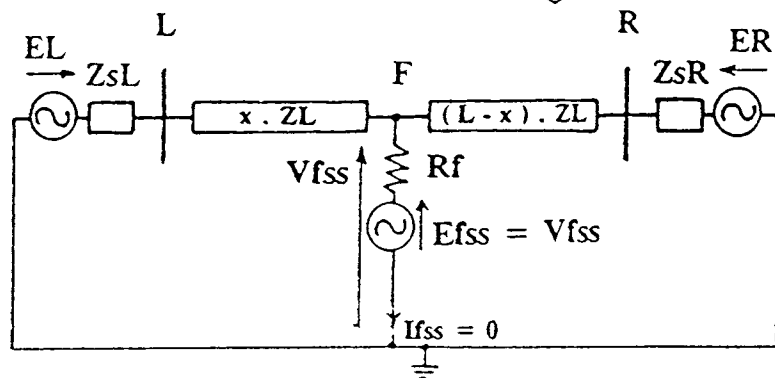 L
R
EL
ZsL
F
ZsR
ER
x . ZL
(L - x) . ZL
Vfss
Rf
Efss = Vfss
Ifss = 0